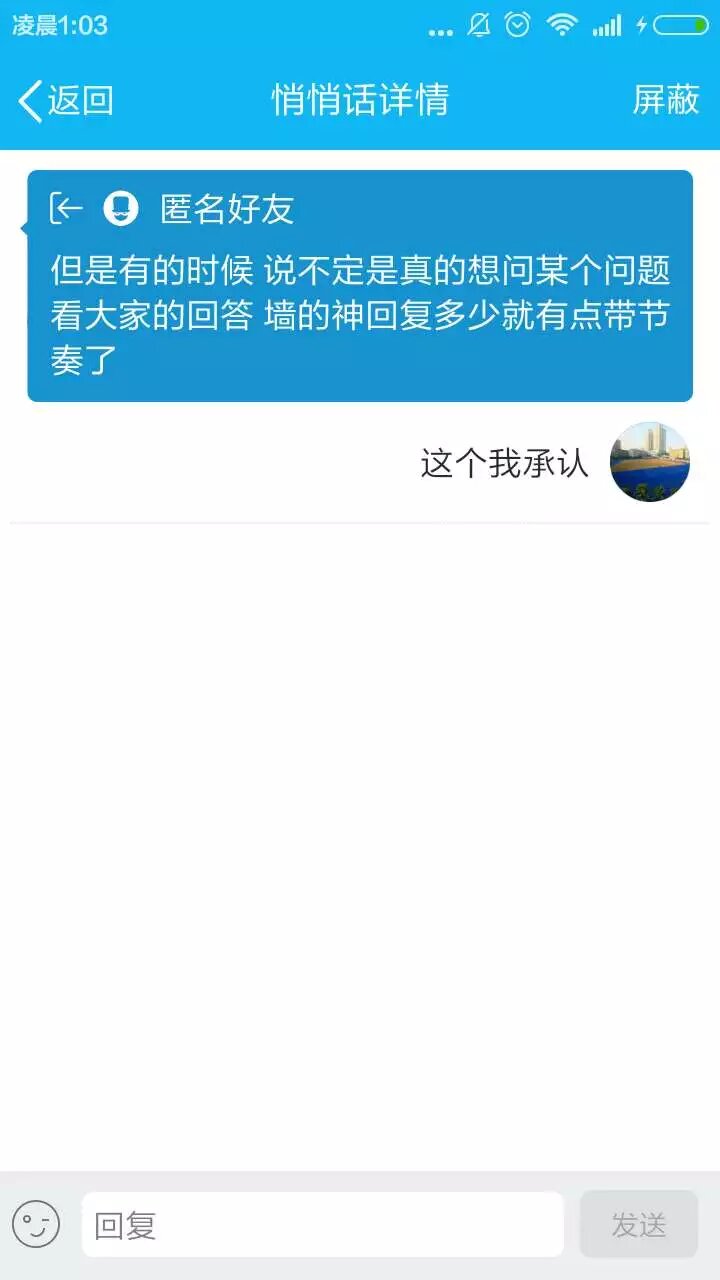 凌晨1:03
返回
悄悄话详情
屏蔽
匿名好友
但是有的时候 说不定是真的想问某个问题
看大家的回答 墙的神回复多少就有点带节
奏了
这个我承认
回复
发送